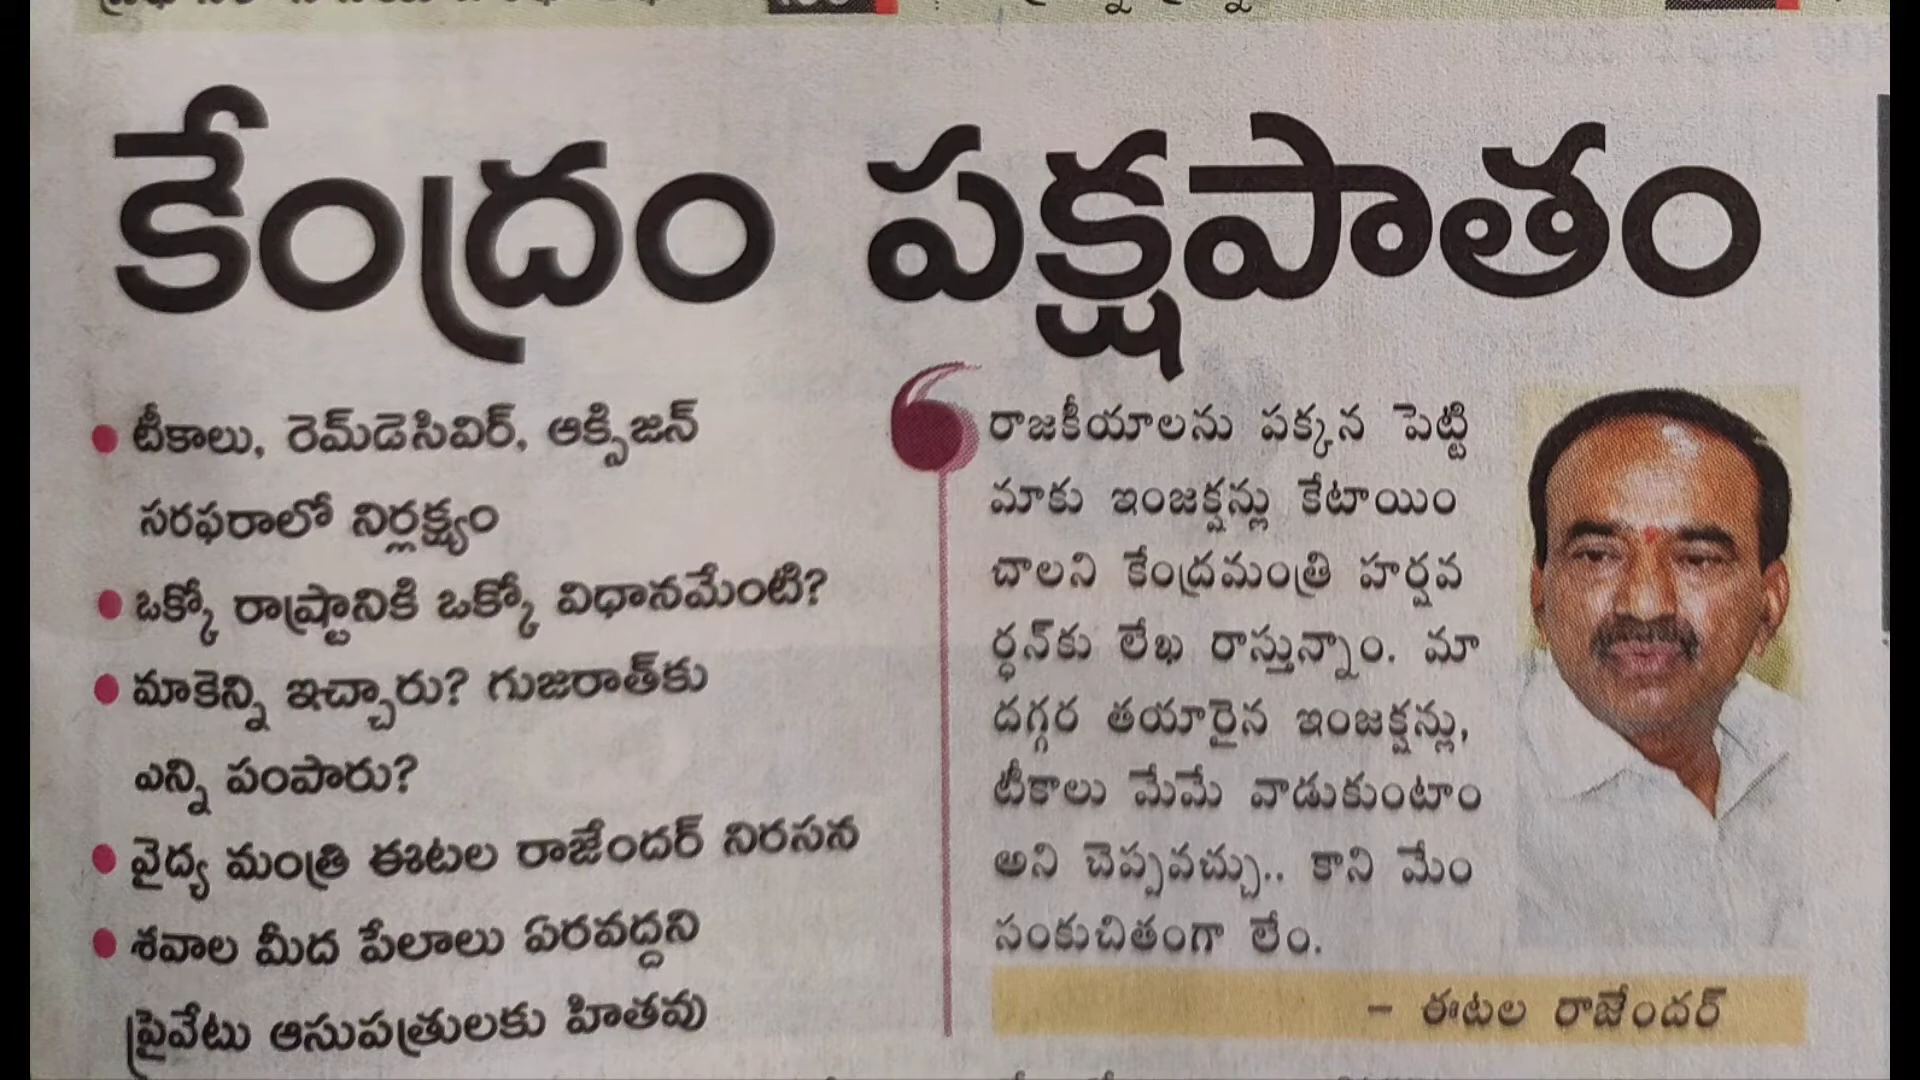 కేంద్రం పక్షపాతం
• టీకాలు, రెమ్‌డెసివిర్, ఆక్సిజన్
సరఫరాలో నిర్లక్ష్యం
• ఒక్కో రాష్ట్రానికి ఒక్కో విధానమేంటి?
• మాకెన్ని ఇచ్చారు? గుజరాత్‌కు
ఎన్ని పంపారు?
• వైద్య మంత్రి ఈటల రాజేందర్ నిరసన
• శవాల మీద పేలాలు ఏరవద్దని
ప్రైవేటు ఆసుపత్రులకు హితవు
రాజకీయాలను పక్కన పెట్టి
మాకు ఇంజక్షన్లు కేటాయిం
చాలని కేంద్రమంత్రి హర్షవ
ర్ధన్‌కు లేఖ రాస్తున్నాం. మా
దగ్గర తయారైన ఇంజక్షన్లు,
టీకాలు మేమే వాడుకుంటాం
అని చెప్పవచ్చు.. కాని మేం
సంకుచితంగా లేం.
– ఈటల రాజేందర్